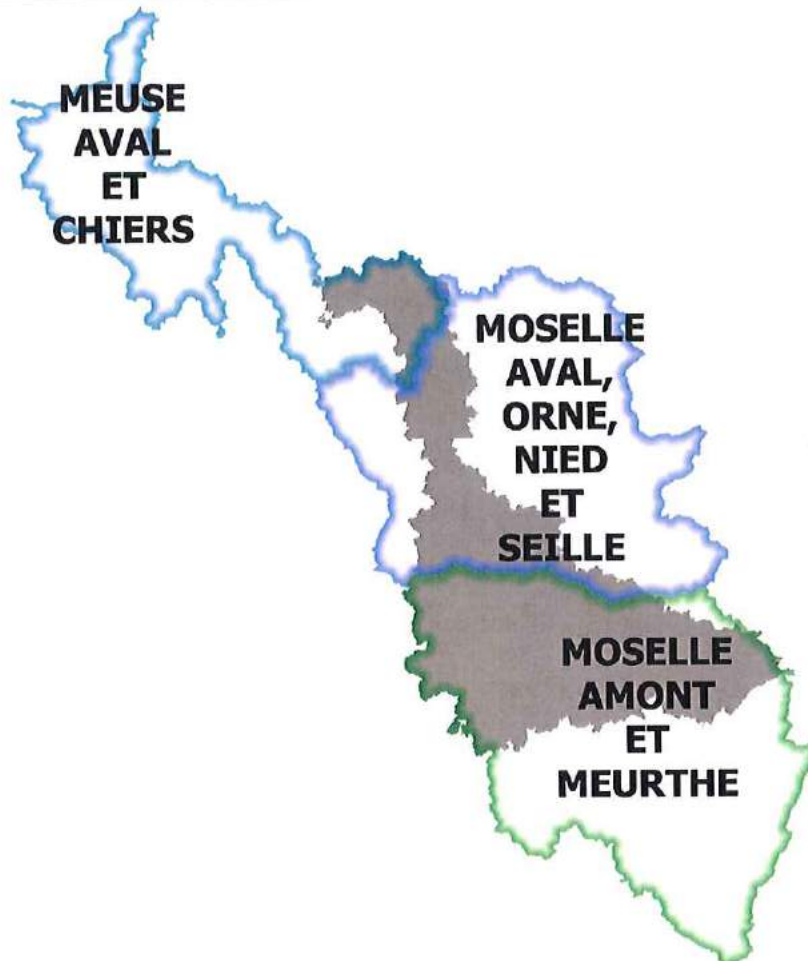 MEUSE
AVAL
ET
CHIERS
MOSELLE
AVAL,
ORNE,
NIED
ET
SEILLE
MOSELLE
AMONT
ET
MEURTHE